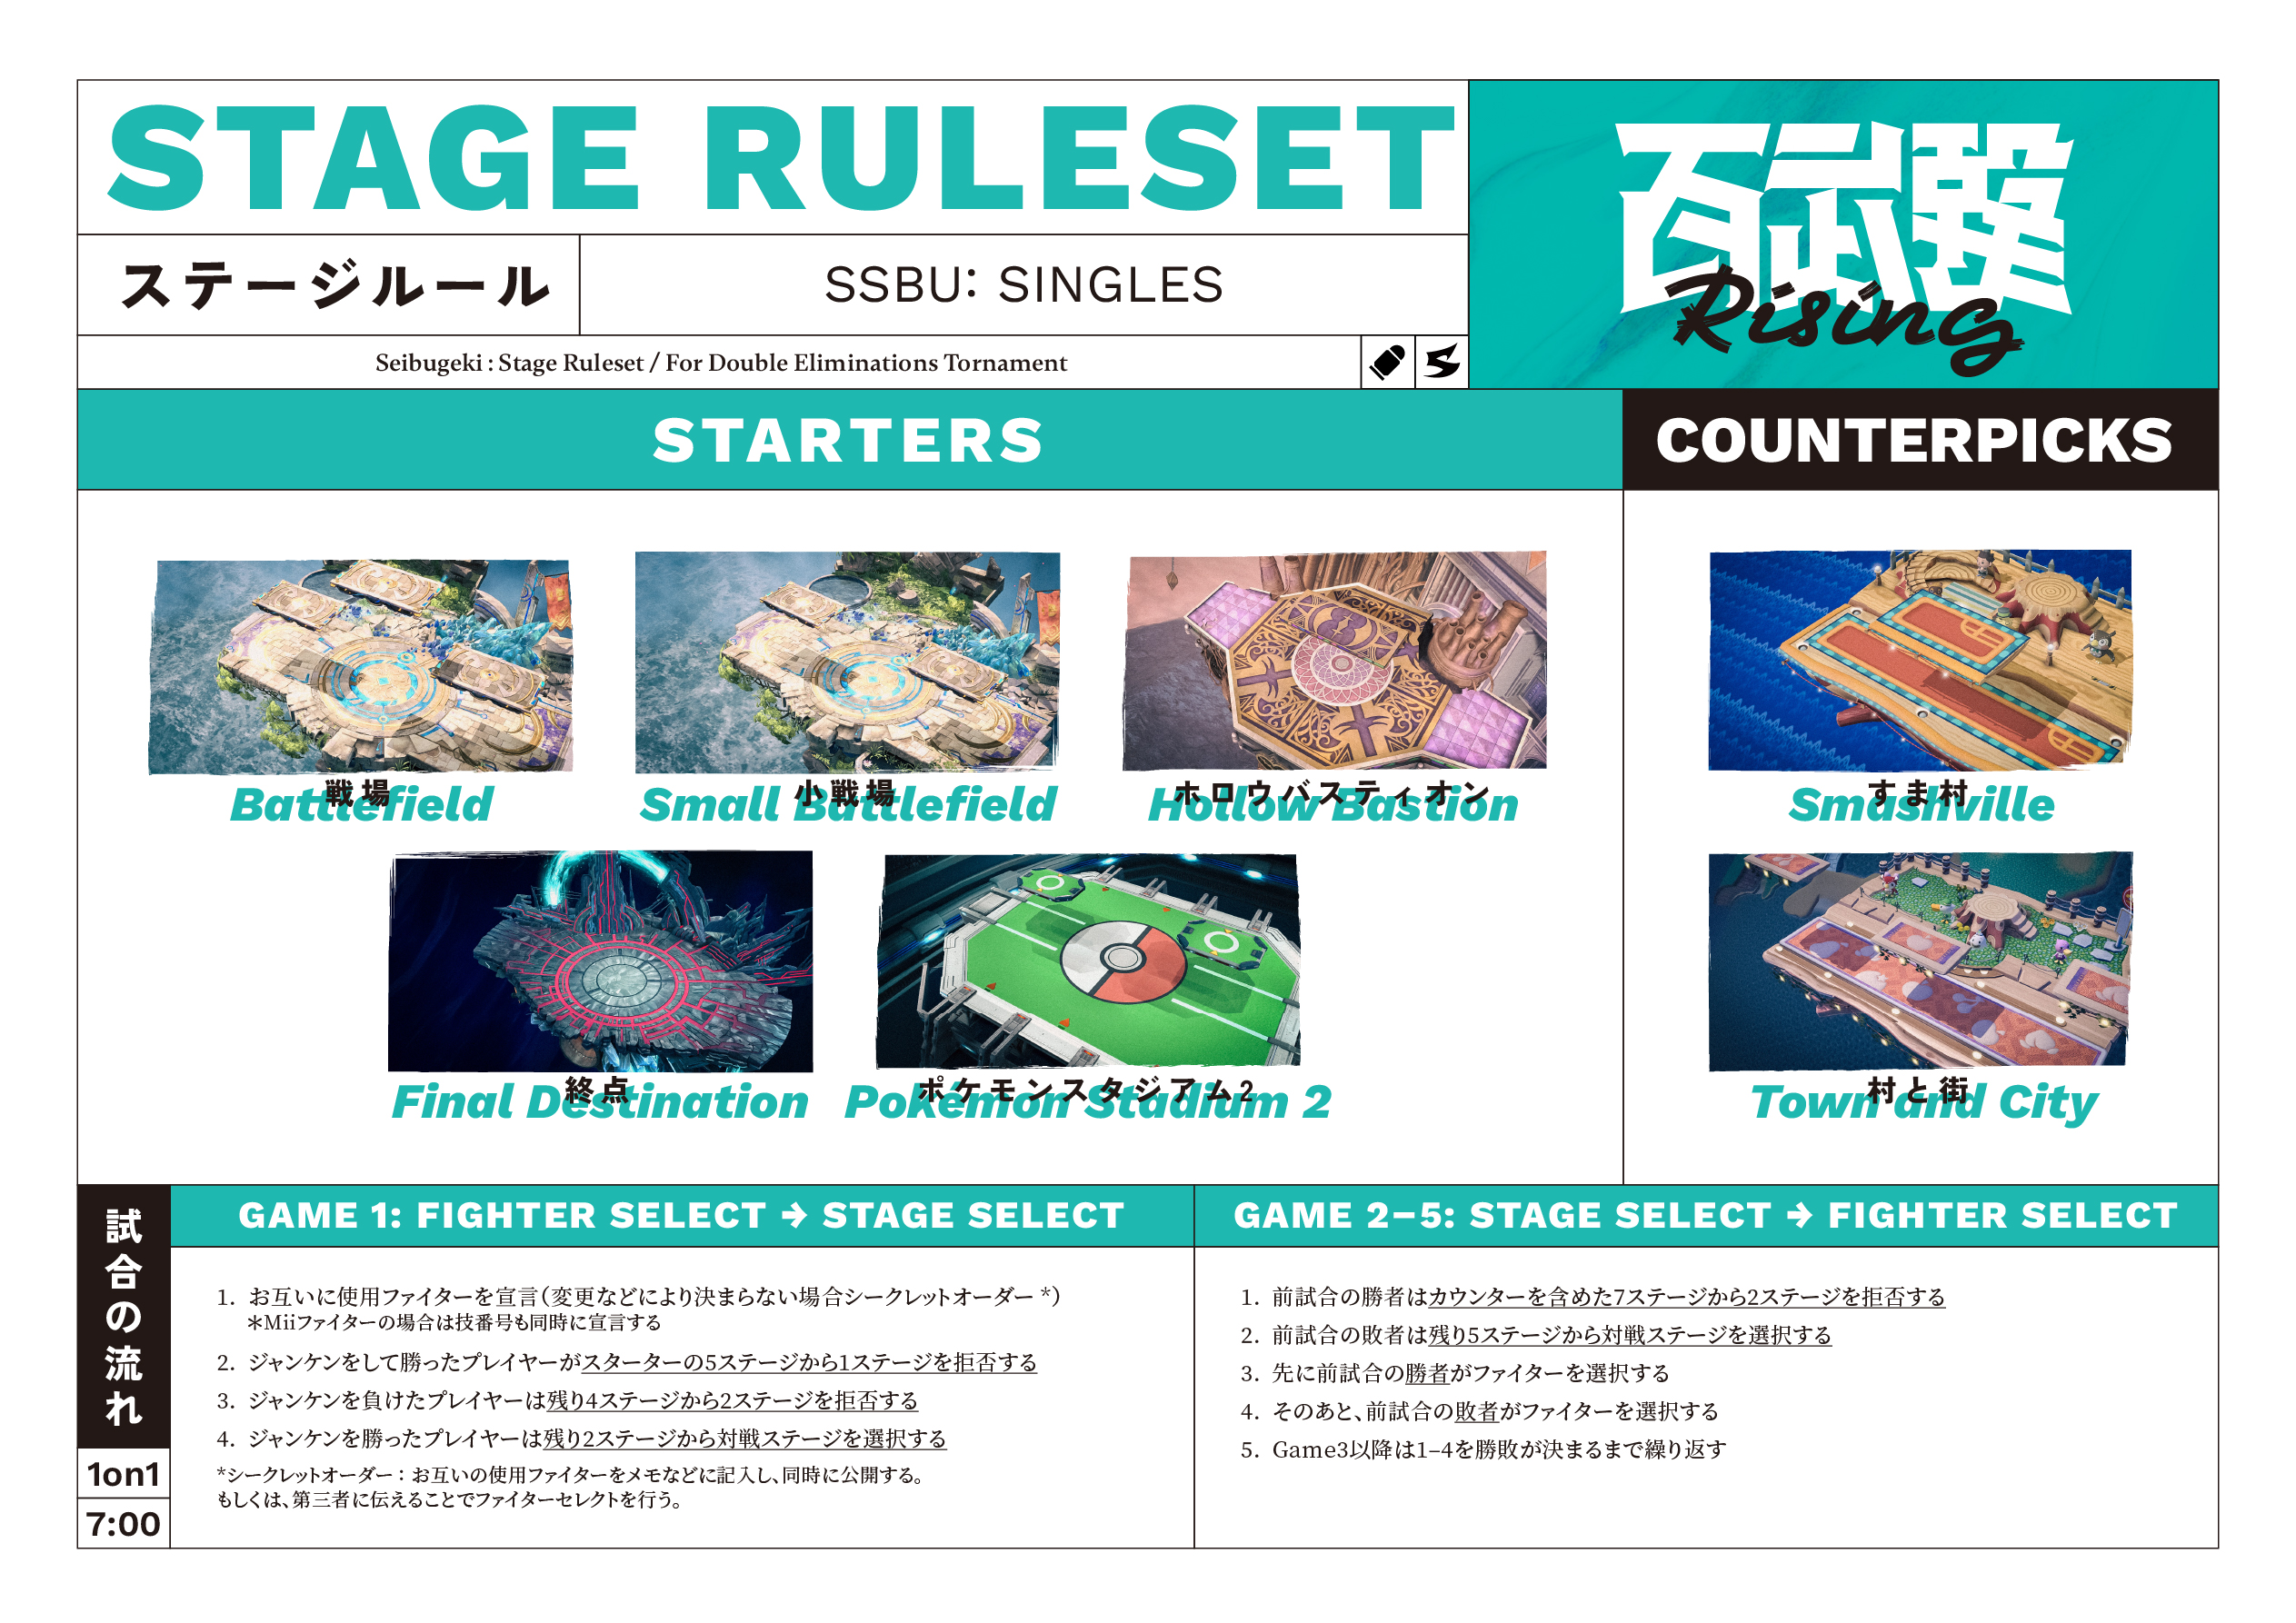 STAGE RULESET
ステージルール
SSBU: SINGLES
Seibugeki : Stage Ruleset / For Double Eliminations Tornament
Rising
STARTERS
COUNTERPICKS
戦場
Battlefield
小戦場
Small Battlefield
ホロウバスティオン
Hollow Bastion
すま村
Smashville
終点
Final Destination
ポケモンスタジアム2
Pokémon Stadium 2
村と街
Town and City
試合の流れ
1on1
7:00
GAME 1: FIGHTER SELECT → STAGE SELECT
1. お互いに使用ファイターを宣言（変更などにより決まらない場合シークレットオーダー *）
＊Miiファイターの場合は技番号も同時に宣言する
2. ジャンケンをして勝ったプレイヤーがスターターの5ステージから1ステージを拒否する
3. ジャンケンを負けたプレイヤーは残り4ステージから2ステージを拒否する
4. ジャンケンを勝ったプレイヤーは残り2ステージから対戦ステージを選択する
*シークレットオーダー：お互いの使用ファイターをメモなどに記入し、同時に公開する。
もしくは、第三者に伝えることでファイターセレクトを行う。
GAME 2–5: STAGE SELECT → FIGHTER SELECT
1. 前試合の勝者はカウンターを含めた7ステージから2ステージを拒否する
2. 前試合の敗者は残り5ステージから対戦ステージを選択する
3. 先に前試合の勝者がファイターを選択する
4. そのあと、前試合の敗者がファイターを選択する
5. Game3以降は1–4を勝敗が決まるまで繰り返す